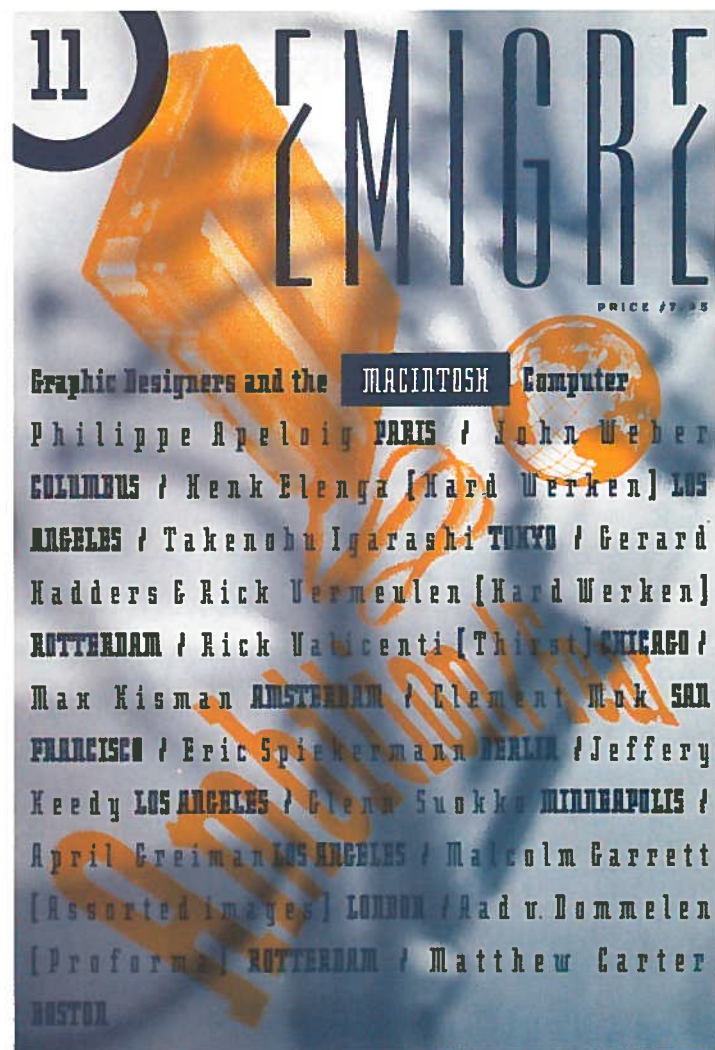 11
EMIGRE
PRICE $7.95
Graphic Designers and the MACINTOSH Computer
Philippe Apeloig PARIS / John Weber
COLUMBUS / Henk Elenga [Hard Werken] LOS
ANGELES / Takenobu Igarashi TOKYO / Gerard
Hadders & Rick Vermeulen [Hard Werken]
ROTTERDAM / Rick Valicenti [Thirst] CHICAGO /
Max Kisman AMSTERDAM / Clement Mok SAN
FRANCISCO / Eric Spiekermann BERLIN / Jeffery
Keedy LOS ANGELES / Glenn Suokko MINNEAPOLIS /
April Greiman LOS ANGELES / Malcolm Garrett
[Assorted images] LONDON / Aad v. Dommelen
[Proforma] ROTTERDAM / Matthew Carter
BOSTON
Ambition/Fear